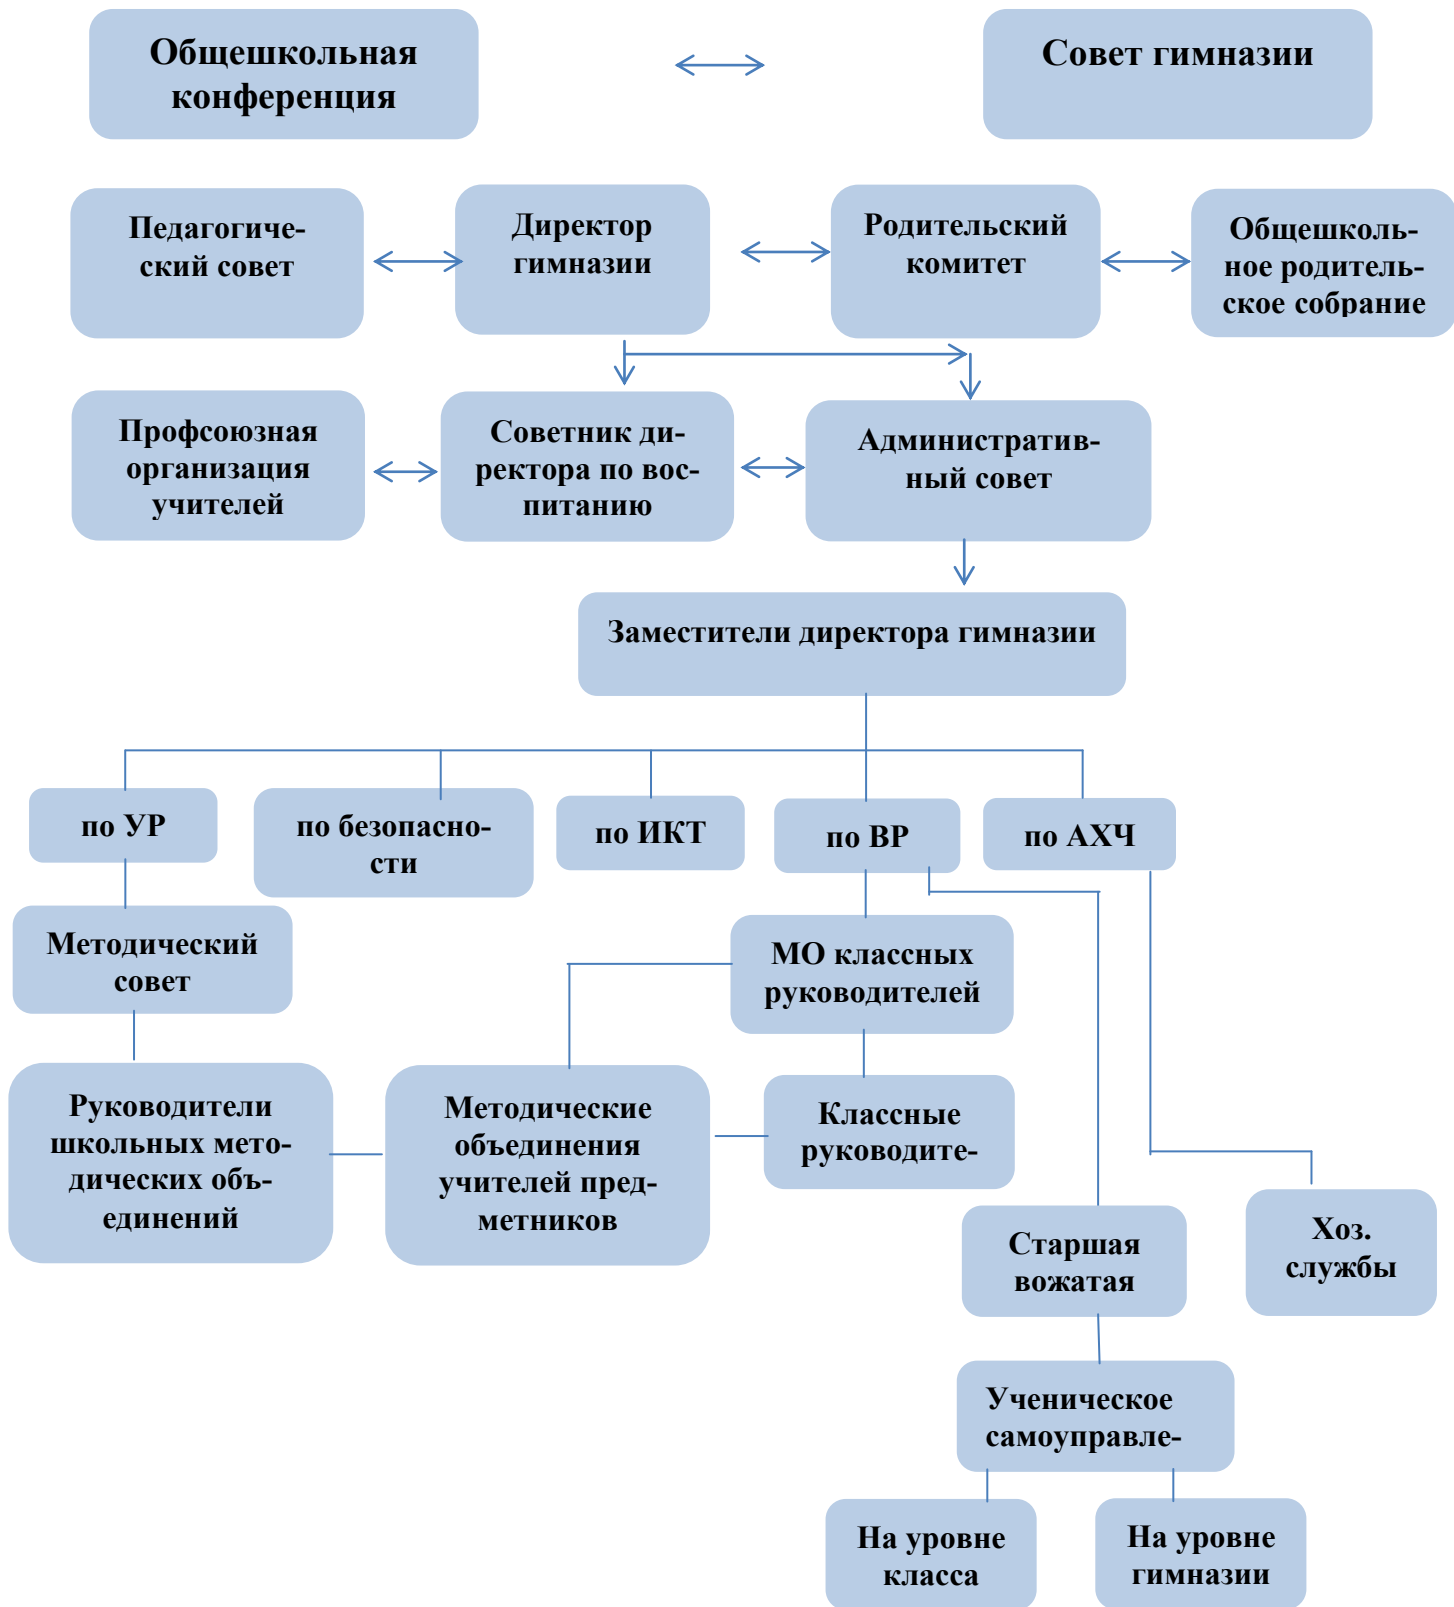 Общешкольная
конференция
Совет гимназии
Педагогиче-
ский совет
Директор
гимназии
Родительский
комитет
Общешколь-
ное родитель-
ское собрание
Профсоюзная
организация
учителей
Советник ди-
ректора по вос-
питанию
Административ-
ный совет
Заместители директора гимназии
по УР
по безопасно-
сти
по ИКТ
по ВР
по АХЧ
Методический
совет
МО классных
руководителей
Руководители
школьных мето-
дических объ-
единений
Методические
объединения
учителей пред-
метников
Классные
руководите-
Старшая
вожатая
Хоз.
службы
Ученическое
самоуправле-
На уровне
класса
На уровне
гимназии